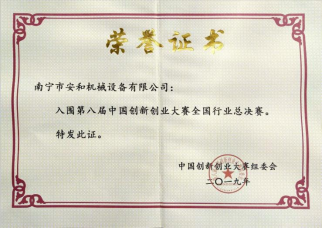 荣誉证书
南宁市安和机械设备有限公司：
入围第八届中国创新创业大赛全国行业总决赛。
特发此证。
中国创新创业大赛组委会
二〇一九年